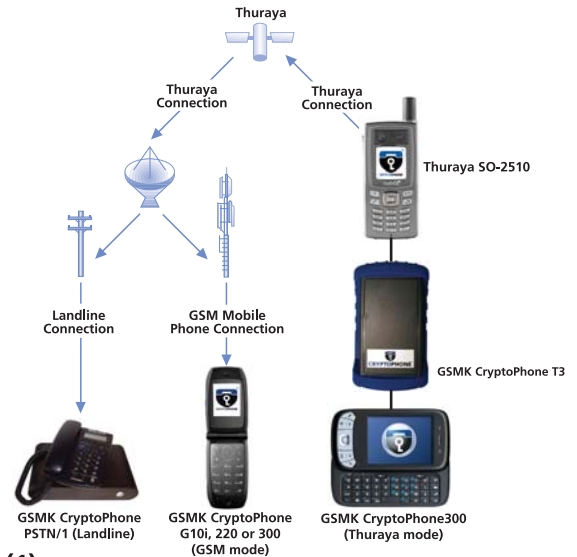 Thuraya
Thuraya
Connection
Thuraya
Connection
Thuraya SO-2510
Landline
Connection
GSM Mobile
Phone Connection
CRYPTOPHONE
GSMK CryptoPhone T3
GSMK CryptoPhone
PSTN/1 (Landline)
GSMK CryptoPhone
G10i, 220 or 300
(GSM mode)
GSMK CryptoPhone300
(Thuraya mode)